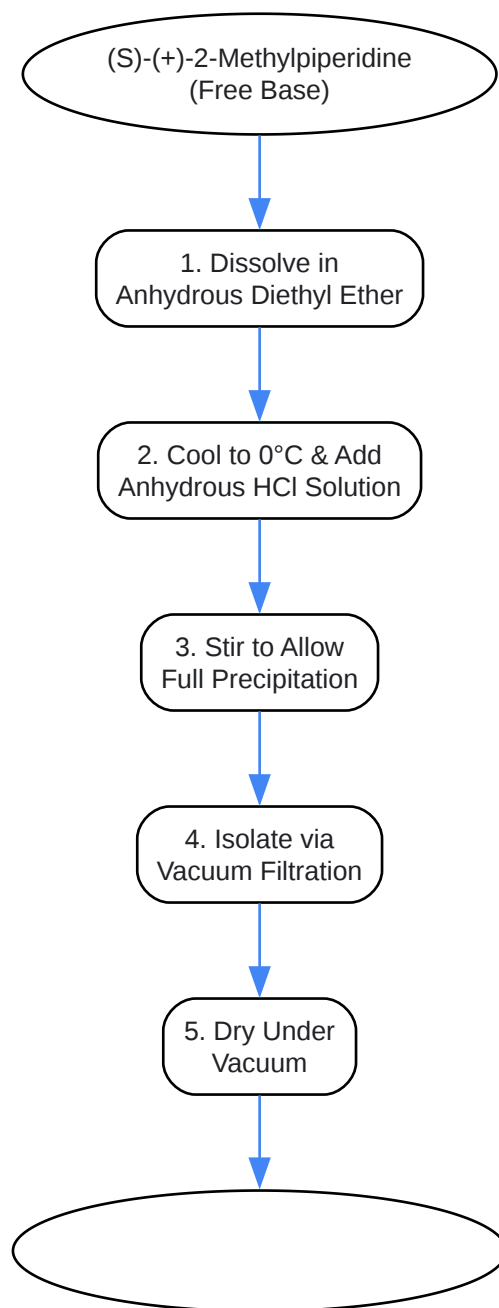 (S)-(+)-2-Methylpiperidine
(Free Base)
1. Dissolve in
Anhydrous Diethyl Ether
2. Cool to 0°C & Add
Anhydrous HCl Solution
3. Stir to Allow
Full Precipitation
4. Isolate via
Vacuum Filtration
5. Dry Under
Vacuum